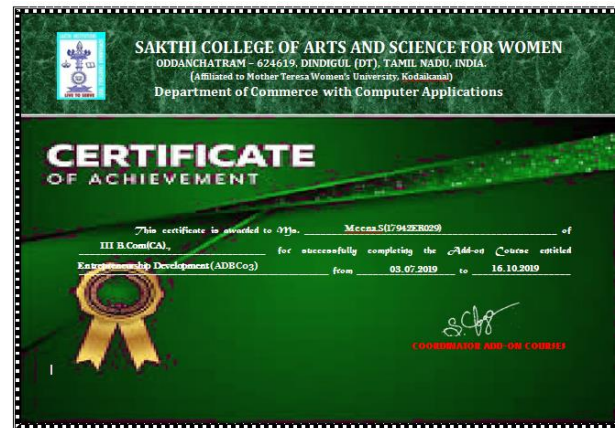 SAKTHI COLLEGE OF ARTS AND SCIENCE FOR WOMEN
ODDANCHATRAM – 624619, DINDIGUL (DT), TAMIL NADU, INDIA.
(Affiliated to Mother Teresa Women's University, Kodaikanal)
Department of Commerce with Computer Applications
LIVE TO SERVE
CERTIFICATE
OF ACHIEVEMENT
This certificate is awarded to Ms. Meena.S(17942ER029) of
III B.Com(CA)., for successfully completing the Add-on Course entitled
Entrepreneurship Development (ADBC03) from 03.07.2019 to 16.10.2019
COORDINATOR ADD-ON COURSES